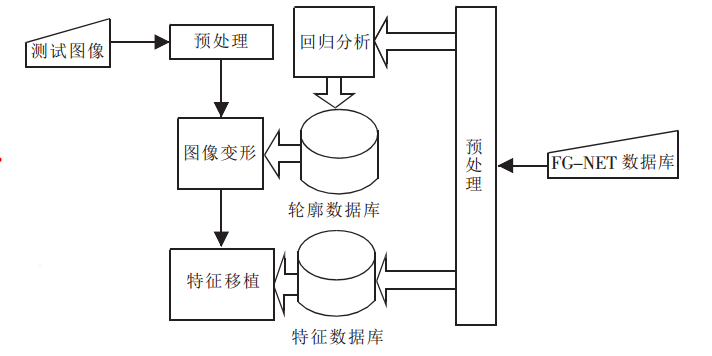 测试图像
预处理
回归分析
图像变形
预处理
FG-NET 数据库
轮廓数据库
特征移植
特征数据库